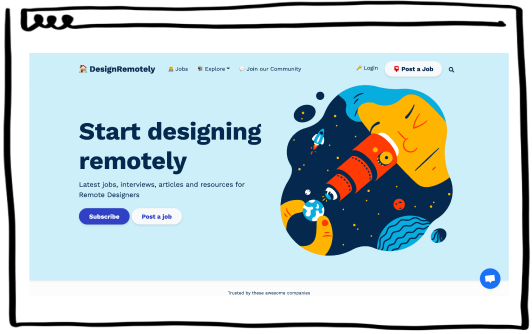 DesignRemotely
Jobs
Explore
Join our Community
Login
Post a Job
Start designing
remotely
Latest jobs, interviews, articles and resources for
Remote Designers
Subscribe
Post a job
Trusted by these awesome companies